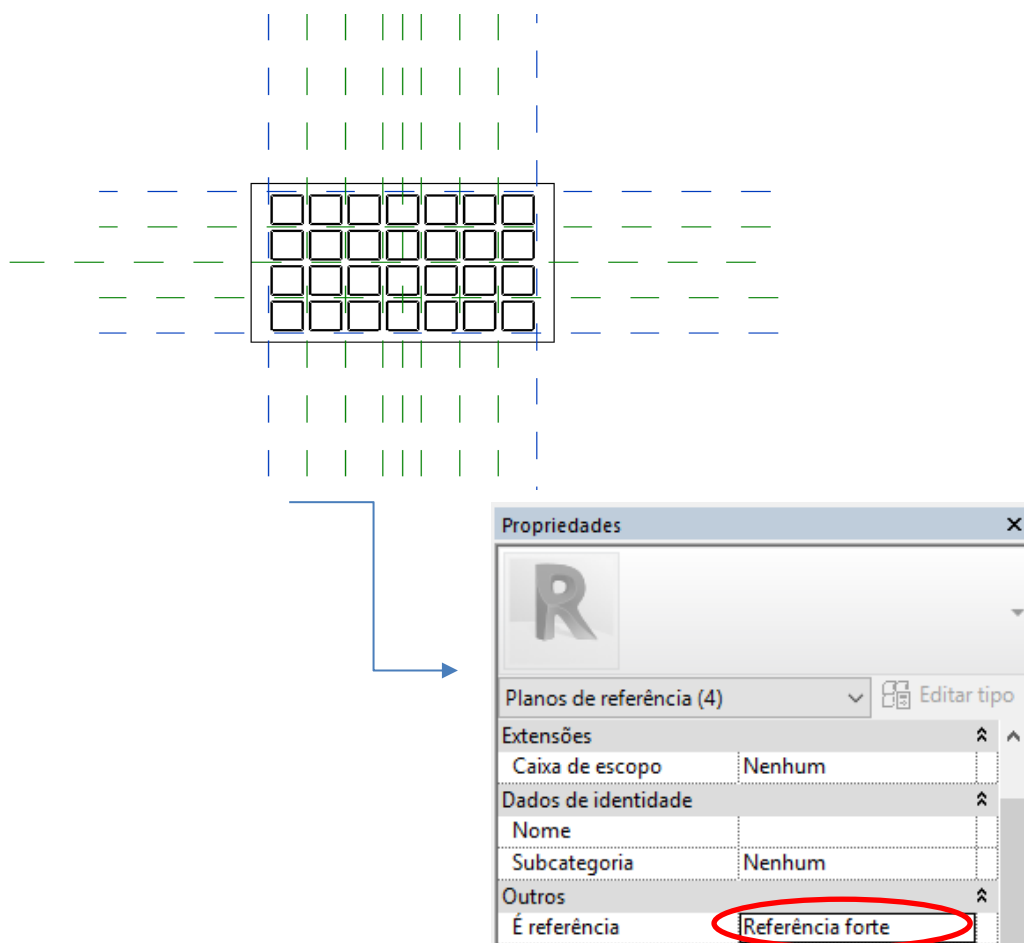 Propriedades
R
Planos de referência (4)
Editar tipo
Extensões
Caixa de escopo Nenhum
Dados de identidade
Nome
Subcategoria Nenhum
Outros
É referência Referência forte